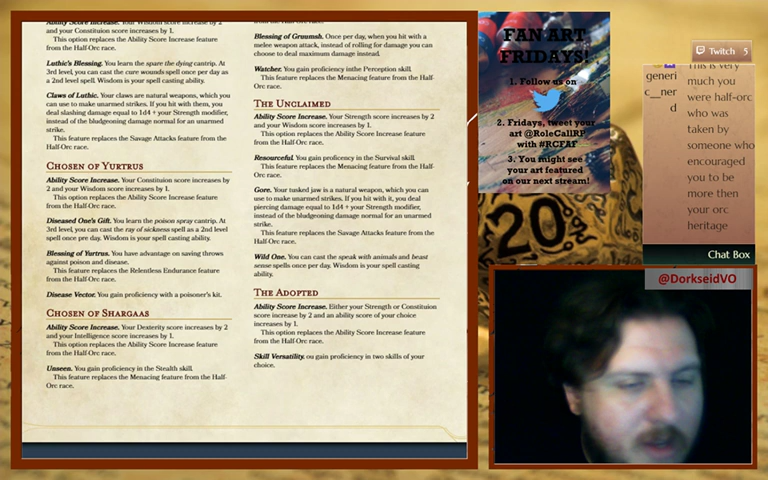 Ability Score Increase. Your Wisdom score increases by 2
and your Constituion score increases by 1.
This option replaces the Ability Score Increase feature
from the Half-Orc race.
Luthic's Blessing. You learn the spare the dying cantrip. At
3rd level, you can cast the cure wounds spell once per day as
a 2nd level spell. Wisdom is your spell casting ability.
Claws of Luthic. Your claws are natural weapons, which you
can use to make unarmed strikes. If you hit with them, you
deal slashing damage equal to 1d4 + your Strength modifier,
instead of the bludgeoning damage normal for an unarmed
strike.
This feature replaces the Savage Attacks feature from the
Half-Orc race.
Chosen of Yurtrus
Ability Score Increase. Your Constituion score increases by
2 and your Wisdom score increases by 1.
This option replaces the Ability Score Increase feature
from the Half-Orc race.
Diseased One's Gift. You learn the poison spray cantrip. At
3rd level, you can cast the ray of sickness spell as a 2nd level
spell once per day. Wisdom is your spell casting ability.
Blessing of Yurtrus. You have advantage on saving throws
against poison and disease.
This feature replaces the Relentless Endurance feature
from the Half-Orc race.
Disease Vector. You gain proficiency with a poisoner's kit.
Chosen of Shargaas
Ability Score Increase. Your Dexterity score increases by 2
and your Intelligence score increases by 1.
This option replaces the Ability Score Increase feature
from the Half-Orc race.
Unseen. You gain proficiency in the Stealth skill.
This feature replaces the Menacing feature from the Half-
Orc race.
from the Half-Orc race.
Blessing of Gruumsh. Once per day, when you hit with a
melee weapon attack, instead of rolling for damage you can
choose to deal maximum damage instead.
Watcher. You gain proficiency inthe Perception skill.
This feature replaces the Menacing feature from the Half-
Orc race.
The Unclaimed
Ability Score Increase. Your Strength score increases by 2
and your Wisdom score increases by 1.
This option replaces the Ability Score Increase feature
from the Half-Orc race.
Resourceful. You gain proficiency in the Survival skill.
This feature replaces the Menacing feature from the Half-
Orc race.
Gore. Your tusked jaw is a natural weapon, which you can
use to make unarmed strikes. If you hit with it, you deal
piercing damage equal to 1d4 + your Strength modifier,
instead of the bludgeoning damage normal for an unarmed
strike.
This feature replaces the Savage Attacks feature from the
Half-Orc race.
Wild One. You can cast the speak with animals and beast
sense spells once per day. Wisdom is your spell casting
ability.
The Adopted
Ability Score Increase. Either your Strength or Constituion
score increase by 2 and an ability score of your choice
increases by 1.
This option replaces the Ability Score Increase feature
from the Half-Orc race.
Skill Versatility. ou gain proficiency in two skills of your
choice.
FAN ART
FRIDAYS!
1. Follow us on
2. Fridays, tweet your
art @RoleCallRP
with #RCFAF
3. You might see
your art featured
on our next stream!
20
Twitch 5
generi
c__ner
d
This is very
much you
were half-orc
who was
taken by
someone who
encouraged
you to be
more then
your orc
heritage
Chat Box
@DorkseidVO